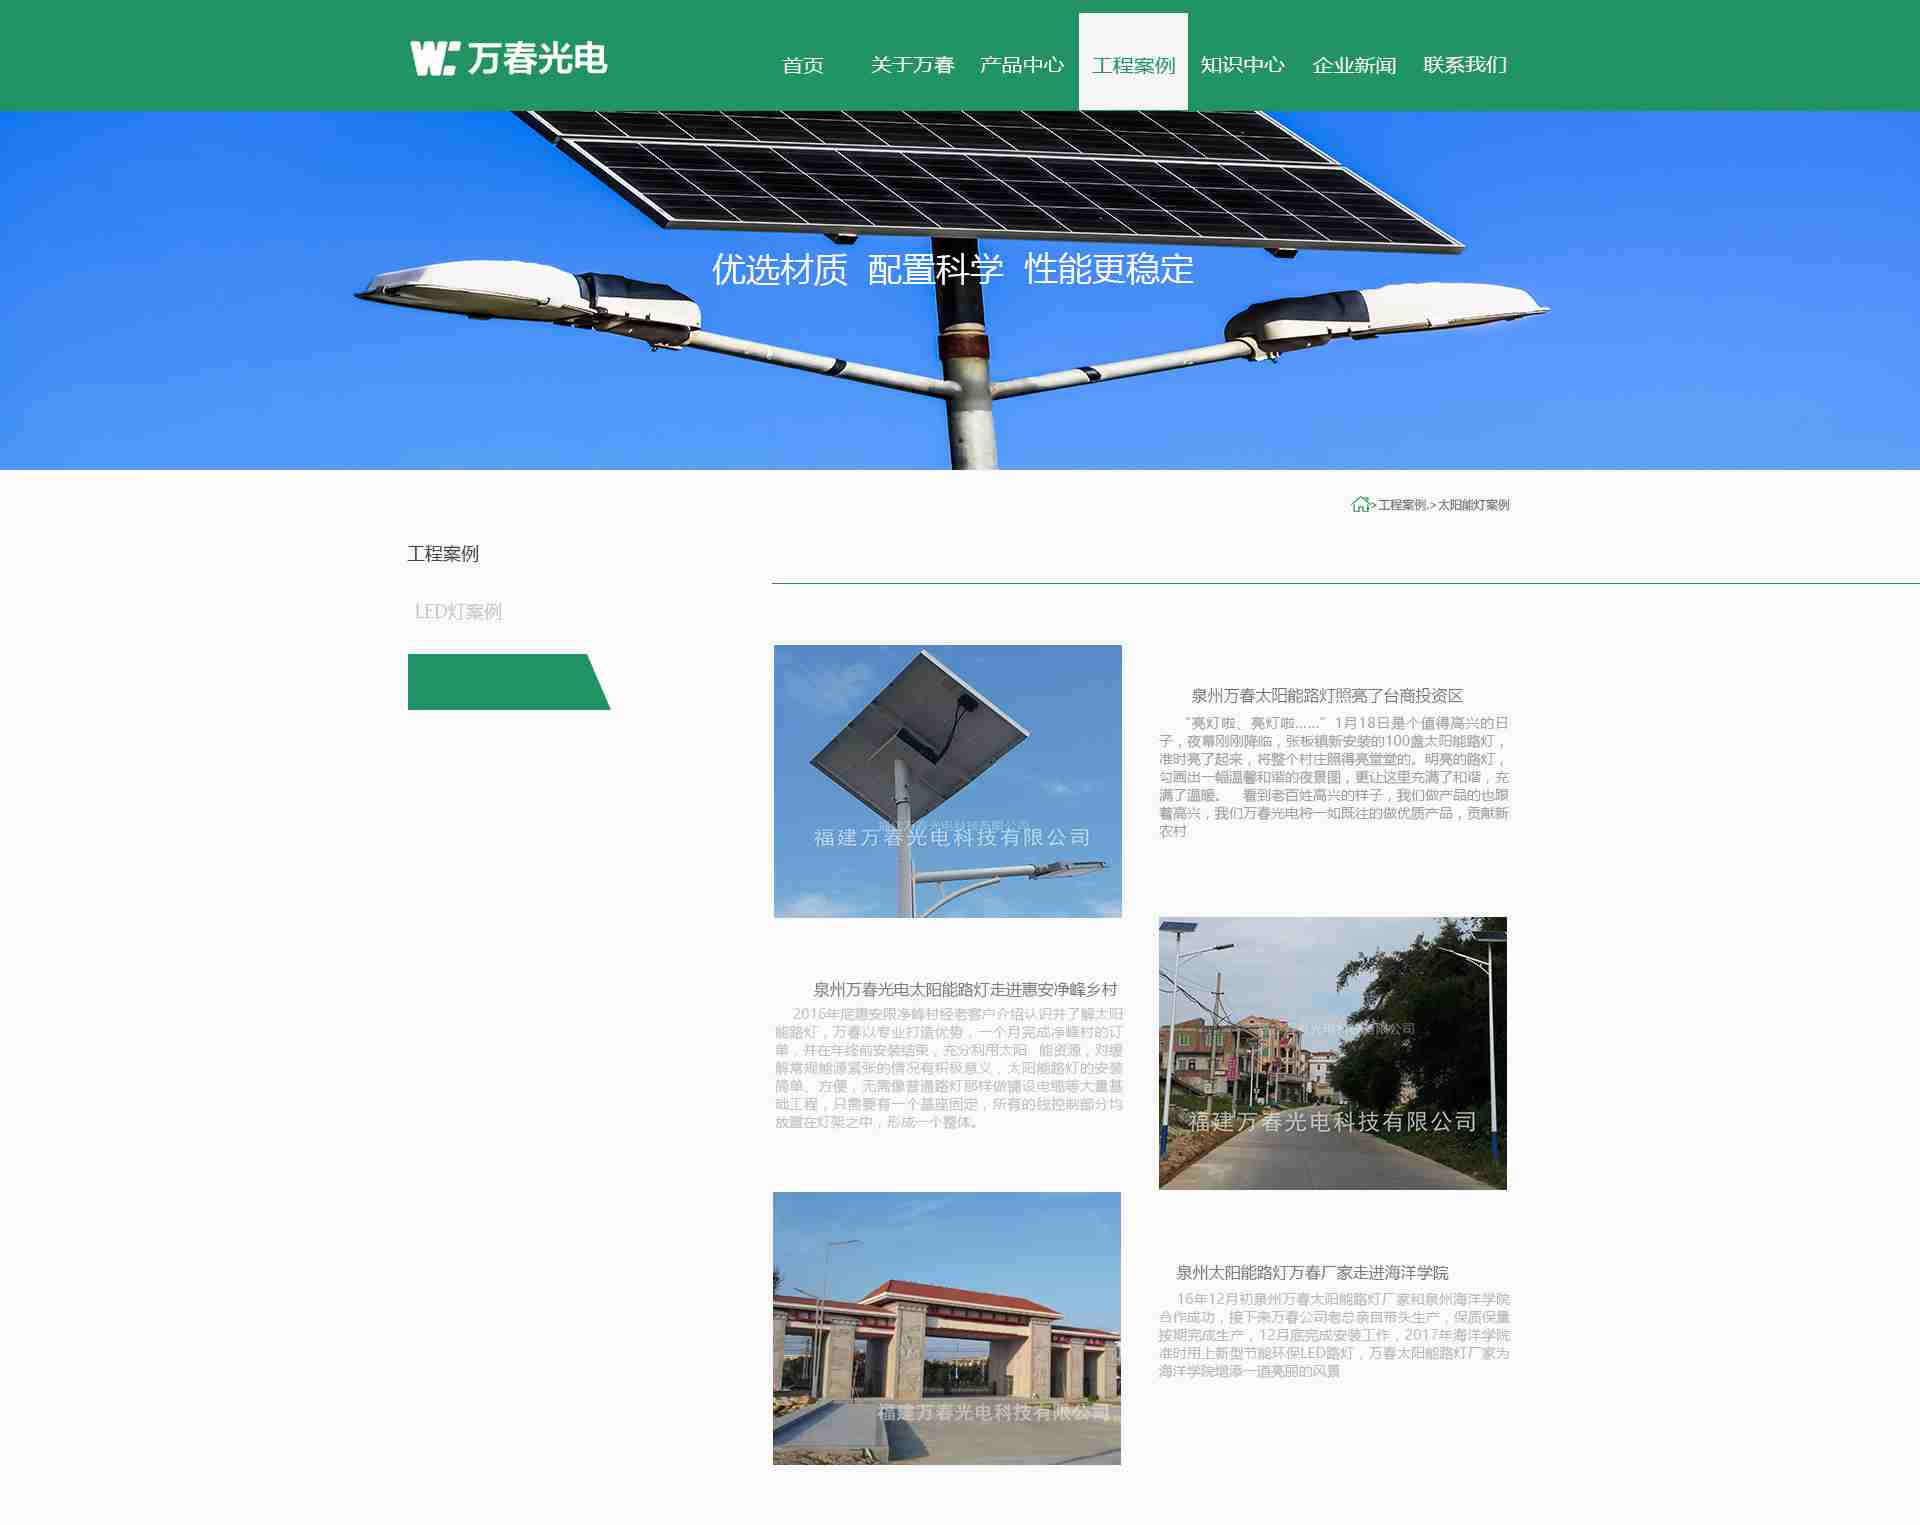 万春光电
首页 关于万春 产品中心 工程案例 知识中心 企业新闻 联系我们
优选材质 配置科学 性能更稳定
>工程案例.>太阳能灯案例
工程案例
LED灯案例
福建万春光电科技有限公司
福建万春光电科技有限公司
泉州万春太阳能路灯照亮了台商投资区
“亮灯啦、亮灯啦......”1月18日是个值得高兴的日
子，夜幕刚刚降临，张板镇新安装的100盏太阳能路灯，
准时亮了起来，将整个村庄照得亮堂堂的。明亮的路灯，
勾画出一幅温馨和谐的夜景图，更让这里充满了和谐，充
满了温暖。 看到老百姓高兴的样子，我们做产品的也跟
着高兴，我们万春光电将一如既往的做优质产品，贡献新
农村
泉州万春光电太阳能路灯走进惠安净峰乡村
2016年底惠安限净峰村经老客户介绍认识并了解太阳
能路灯，万春以专业打造优势，一个月完成净峰村的订
单，并在年终前安装结束，充分利用太阳 能资源，对缓
解常规能源紧张的情况有积极意义，太阳能路灯的安装
简单、方便，无需像普通路灯那样做铺设电缆等大量基
础工程，只需要有一个基座固定，所有的线控制部分均
放置在灯架之中，形成一个整体。
福建万春光电科技有限公司
泉州太阳能路灯万春厂家走进海洋学院
16年12月初泉州万春太阳能路灯厂家和泉州海洋学院
合作成功，接下来万春公司老总亲自带头生产，保质保量
按期完成生产，12月底完成安装工作，2017年海洋学院
准时用上新型节能环保LED路灯，万春太阳能路灯厂家为
海洋学院增添一道亮丽的风景
福建万春光电科技有限公司